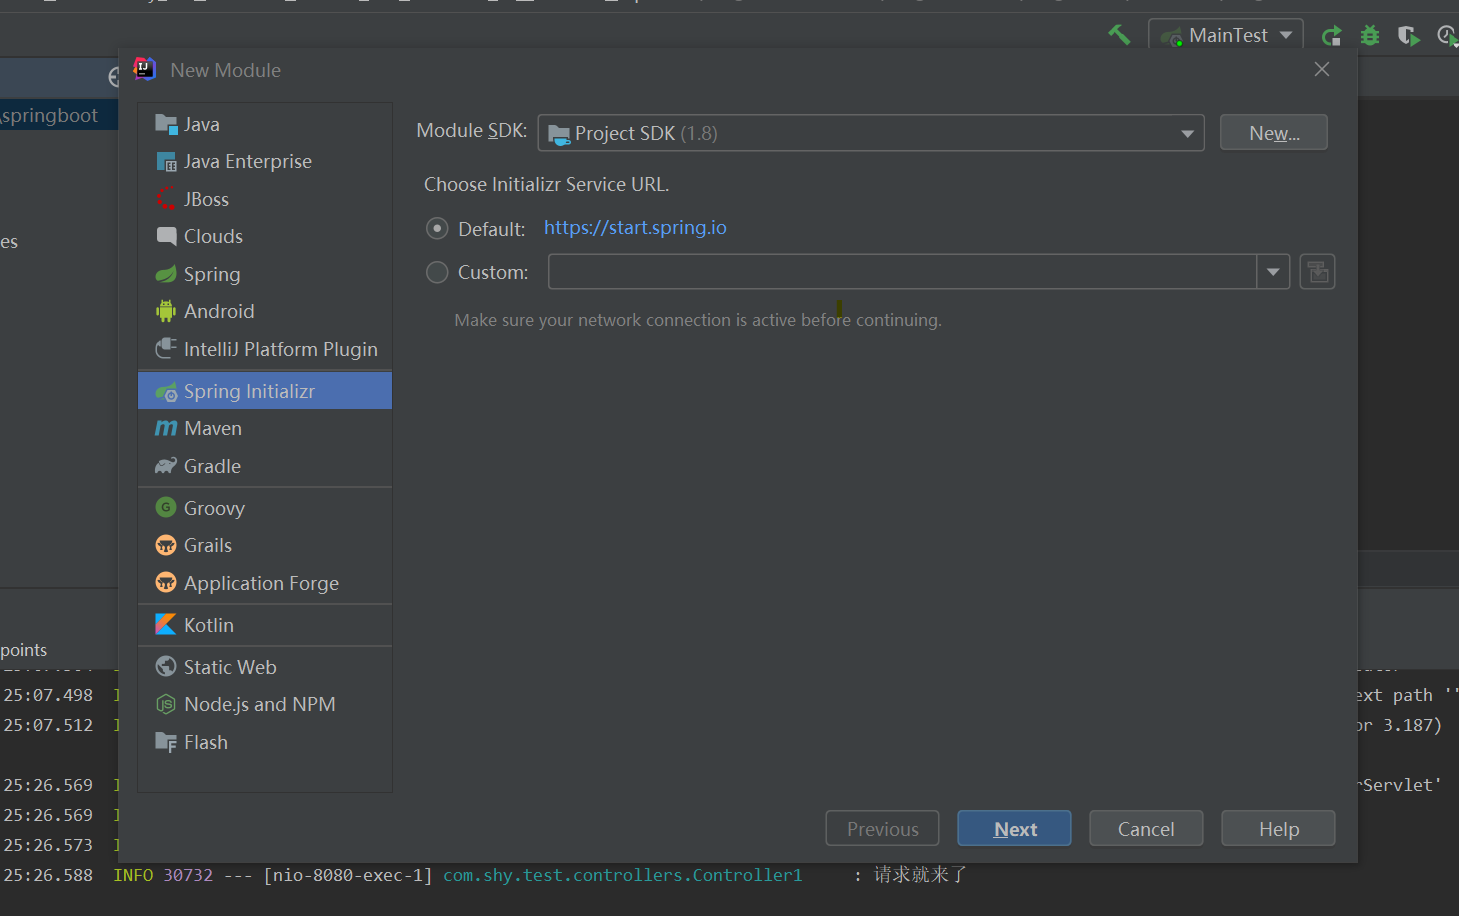 MainTest
New Module
\springboot
Java
Java Enterprise
JBoss
Clouds
Spring
Android
IntelliJ Platform Plugin
Spring Initializr
Maven
Gradle
Groovy
Grails
Application Forge
Kotlin
Static Web
Node.js and NPM
Flash
Module SDK: Project SDK (1.8) New...
Choose Initializr Service URL.
Default: https://start.spring.io
Custom:
Make sure your network connection is active before continuing.
es
points
Previous Next Cancel Help
25:07.498 ext path ''
25:07.512 or 3.187)
25:26.569 rServlet'
25:26.569
25:26.573
25:26.588 INFO 30732 --- [nio-8080-exec-1] com.shy.test.controllers.Controller1 : 请求就来了